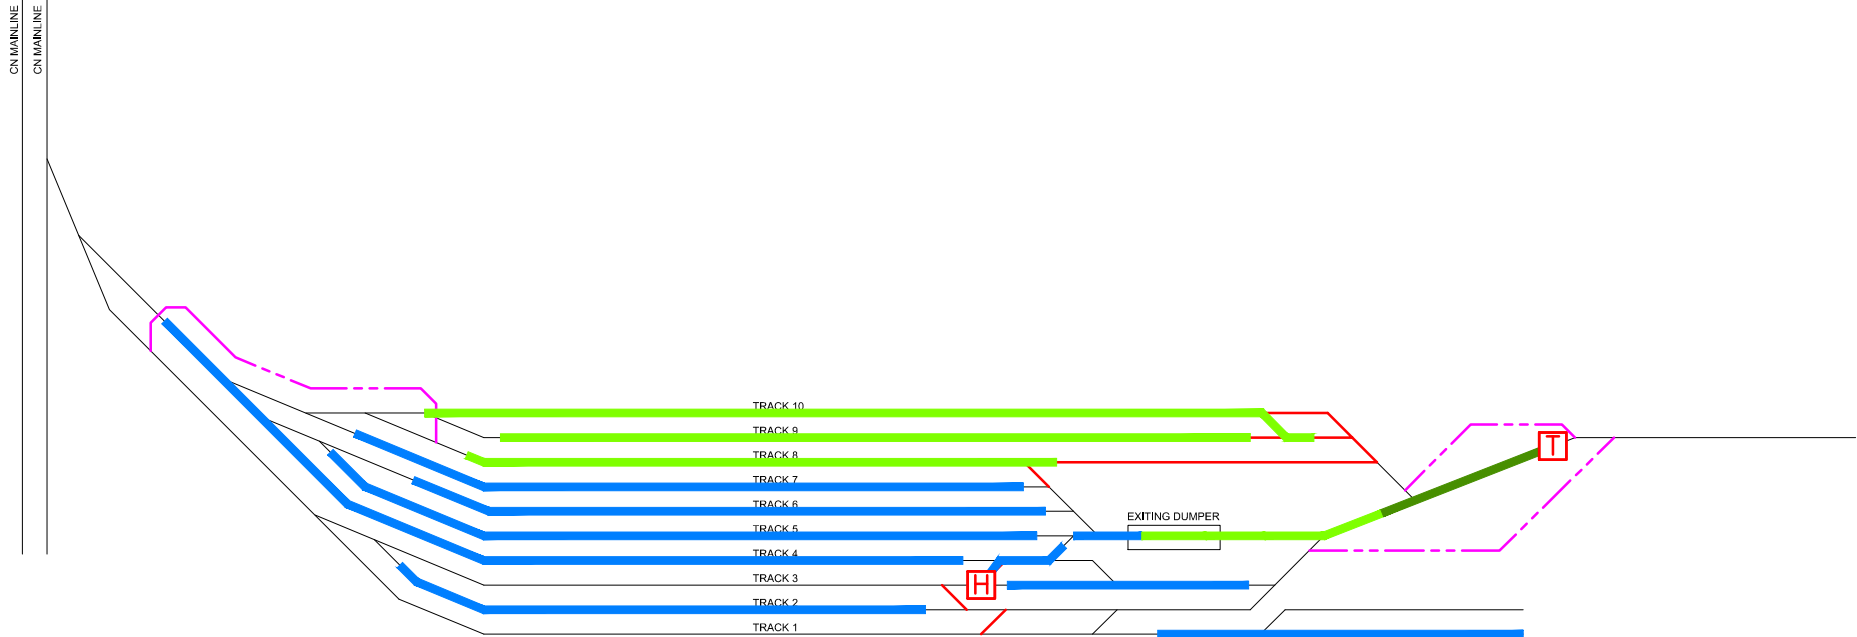 CN MAINLINE
CN MAINLINE
TRACK 10
TRACK 9
TRACK 8
TRACK 7
TRACK 6
TRACK 5
TRACK 4
TRACK 3
TRACK 2
TRACK 1
EXITING DUMPER
H
T